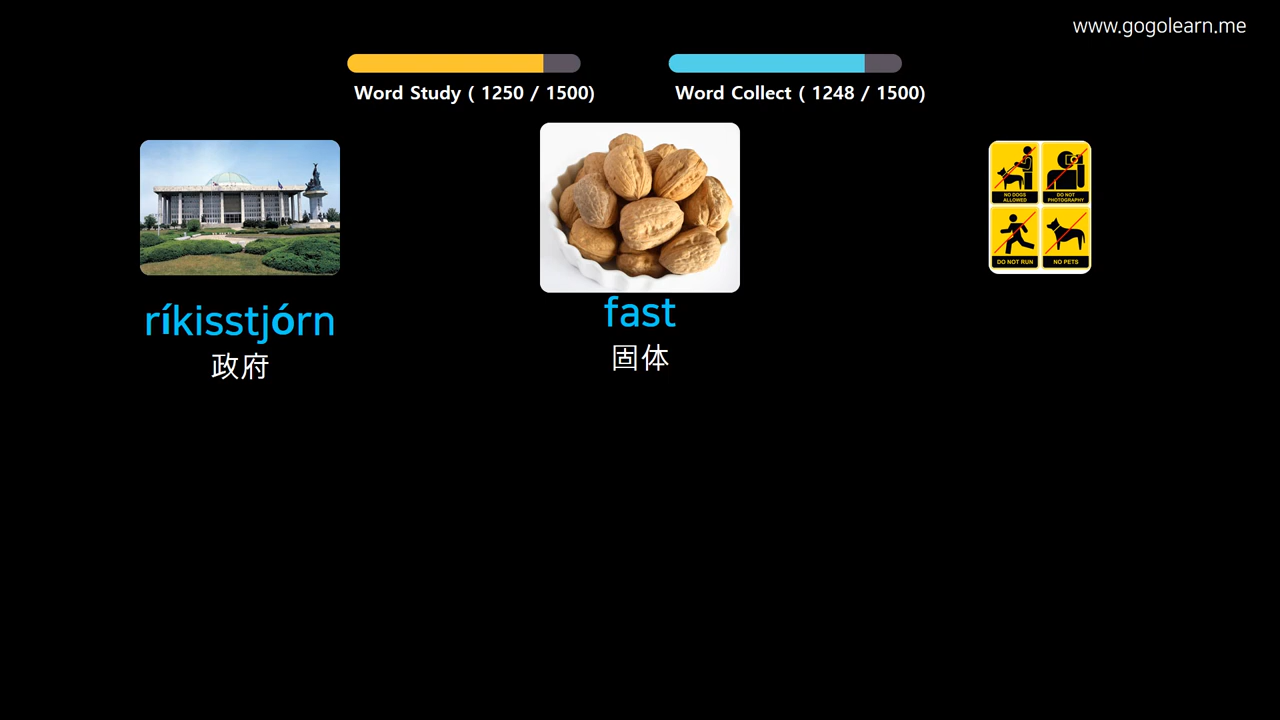 www.gogolearn.me
Word Study ( 1250 / 1500)
Word Collect ( 1248 / 1500)
NO DOGS
ALLOWED
DO NOT
PHOTOGRAPHY
DO NOT RUN
NO PETS
ríkisstjórn
政府
fast
固体